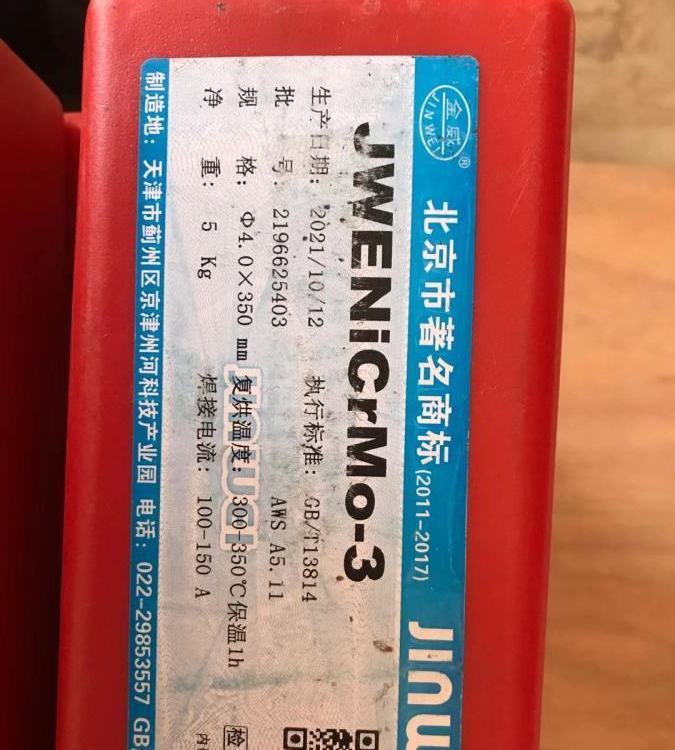 金威
JINWEI
®
北京市著名商标(2011-2017)
JWENiCrMo-3
生产日期: 2021/10/12 执行标准: GB/T13814
批 号: 2196625403 AWS A5.11
规 格: Φ4.0×350 mm 复烘温度: 300-350℃保温1h
净 重: 5 Kg 焊接电流: 100-150 A
检
制造地: 天津市蓟州区京津州河科技产业园 电话: 022-29853557 GB